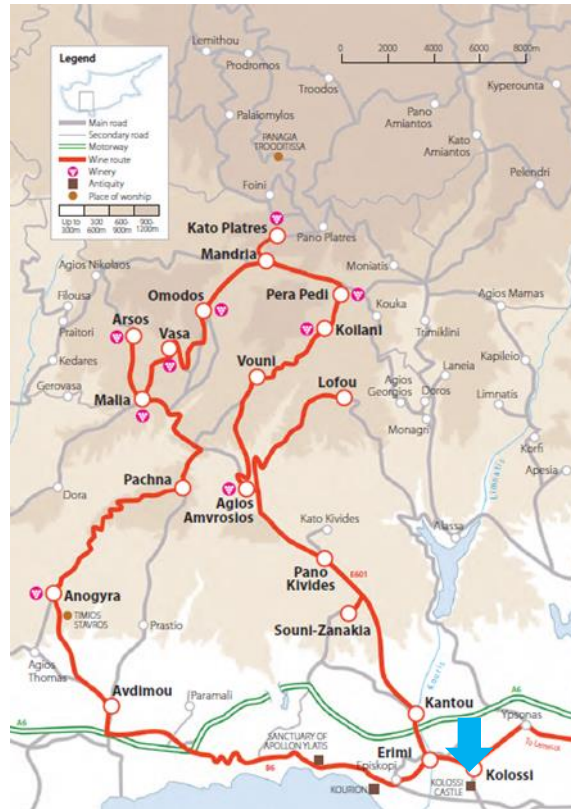 Legend
Main road
Secondary road
Motorway
Wine route
Winery
Antiquity
Place of worship
Up to 300m
300 600m
600- 900m
900- 1200m
0 2000 4000 6000 8000m
Lemithou
Prodromos
Troodos
Kyperounta
Palaiomylos
Pano
Amiantos
PANAGIA
TROODITISSA
Kato
Amiantos
Foini
Pelendri
Kato Platres
Pano Platres
Mandria
Moniatis
Agios Nikolaos
Omodos
Pera Pedi
Agios Mamas
Filousa
Arsos
Kouka
Praitori
Vasa
Koilani
Trimiklini
Kedares
Vouni
Laneia
Kapileio
Gerovasa
Lofou
Agios
Georgios
Doros
Limnatis
Malia
Monagri
Korfi
Limnatis
Apesia
Pachna
Dora
Agios
Amvrosios
Kato Kivides
Alassa
Pano
Kivides
E601
Anogyra
TIMIOS
STAVROS
Prastio
Souni-Zanakia
Agios
Thomas
Kouris
Avdimou
Paramali
Kantou
A6
A6
Ypsonas
SANCTUARY OF
APOLLON YLATIS
Erimi
To Lemesos
Episkopi
B6
Kolossi
KOLOSSI
CASTLE
KOURION